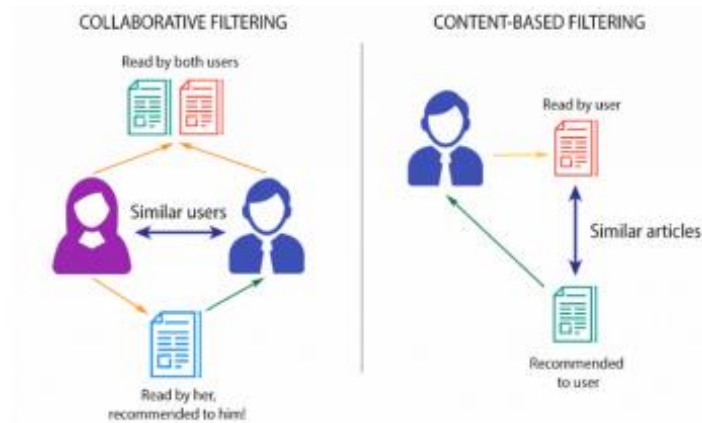 COLLABORATIVE FILTERING
Read by both users
Similar users
Read by her,
recommended to him!
CONTENT-BASED FILTERING
Read by user
Similar articles
Recommended
to user